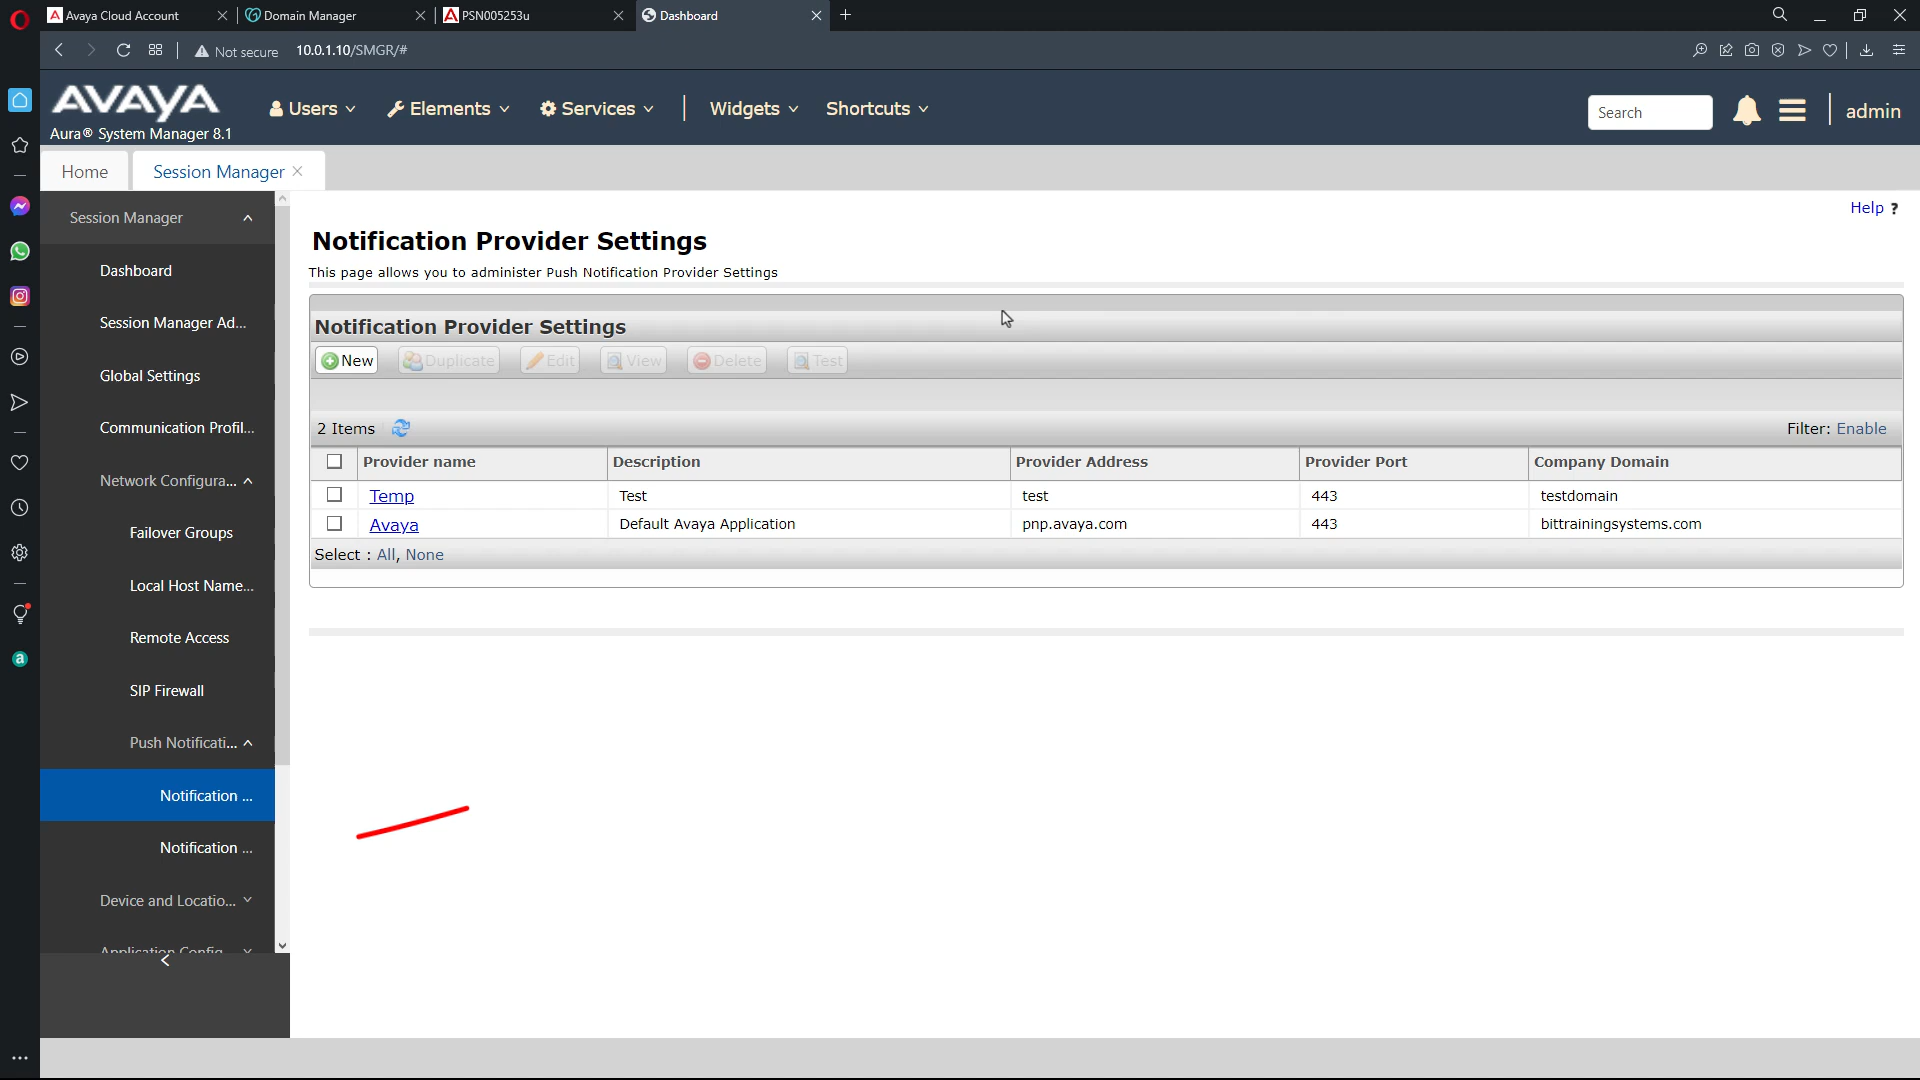 Avaya Cloud Account
Domain Manager
PSN005253u
Dashboard
Not secure
10.0.1.10/SMGR/#
AVAYA
Aura® System Manager 8.1
Users
Elements
Services
Widgets
Shortcuts
Search
admin
Home
Session Manager
Session Manager
Dashboard
Session Manager Ad...
Global Settings
Communication Profil...
Network Configura...
Failover Groups
Local Host Name...
Remote Access
SIP Firewall
Push Notificati...
Notification ...
Notification ...
Device and Locatio...
Application Config...
Help ?
Notification Provider Settings
This page allows you to administer Push Notification Provider Settings
Notification Provider Settings
New Duplicate Edit View Delete Test
2 Items
Filter: Enable
Provider name Description Provider Address Provider Port Company Domain
Temp Test test 443 testdomain
Avaya Default Avaya Application pnp.avaya.com 443 bittrainingsystems.com
Select : All, None